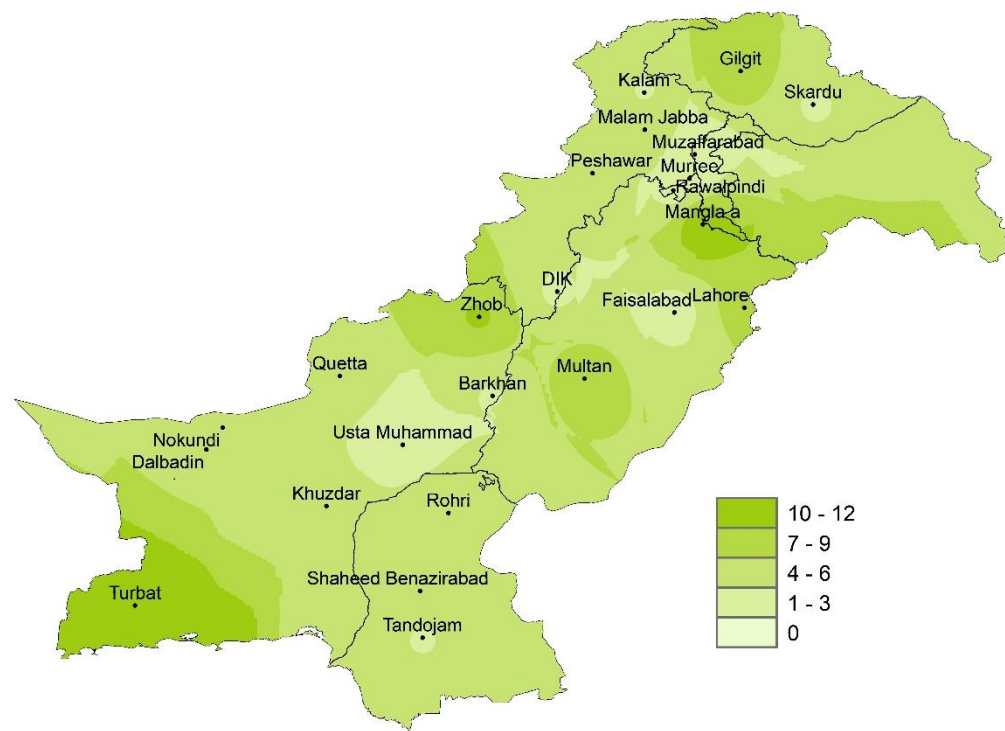 Gilgit
Kalam
Skardu
Malam Jabba
Muzaffarabad
Peshawar
Murree
Rawalpindi
Mangla a
DIK
Zhob
Faisalabad
Lahore
Quetta
Multan
Barkhan
Nokundi
Usta Muhammad
Dalbadin
Khuzdar
Rohri
Turbat
Shaheed Benazirabad
Tandojam
10 - 12
7 - 9
4 - 6
1 - 3
0